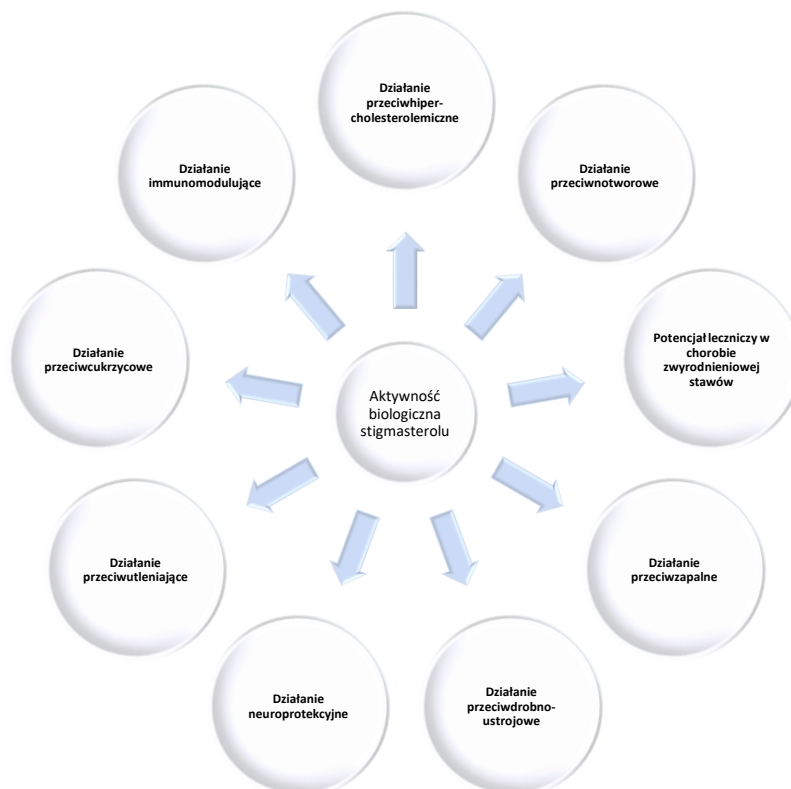 Działanie
przeciwhiper-
cholesterolemiczne
Działanie
przeciwnotworowe
Potencjał leczniczy w
chorobie
zwyrodnieniowej
stawów
Działanie
przeciwzapalne
Działanie
przeciwdrobno-
ustrojowe
Działanie
neuroprotekcyjne
Działanie
przeciwutleniające
Działanie
przeciwcukrzycowe
Działanie
immunomodulujące
Aktywność
biologiczna
stigmasterolu